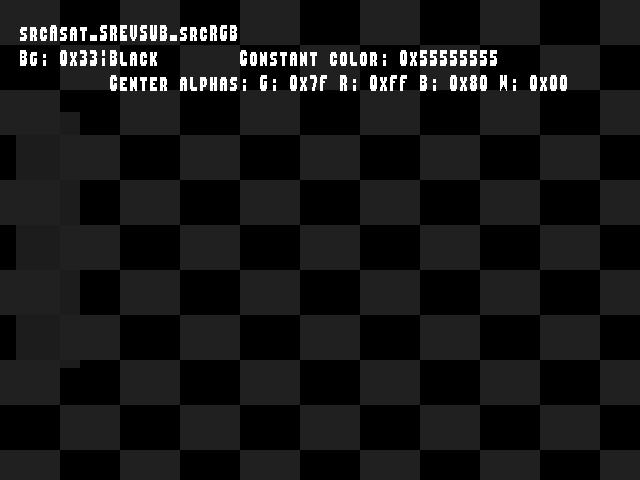 srcAsat_SREVSUB_srcRGB
Bg: 0x33;Black Constant color: 0x55555555
Center alphas: G: 0x7f R: 0xff B: 0x80 W: 0x00